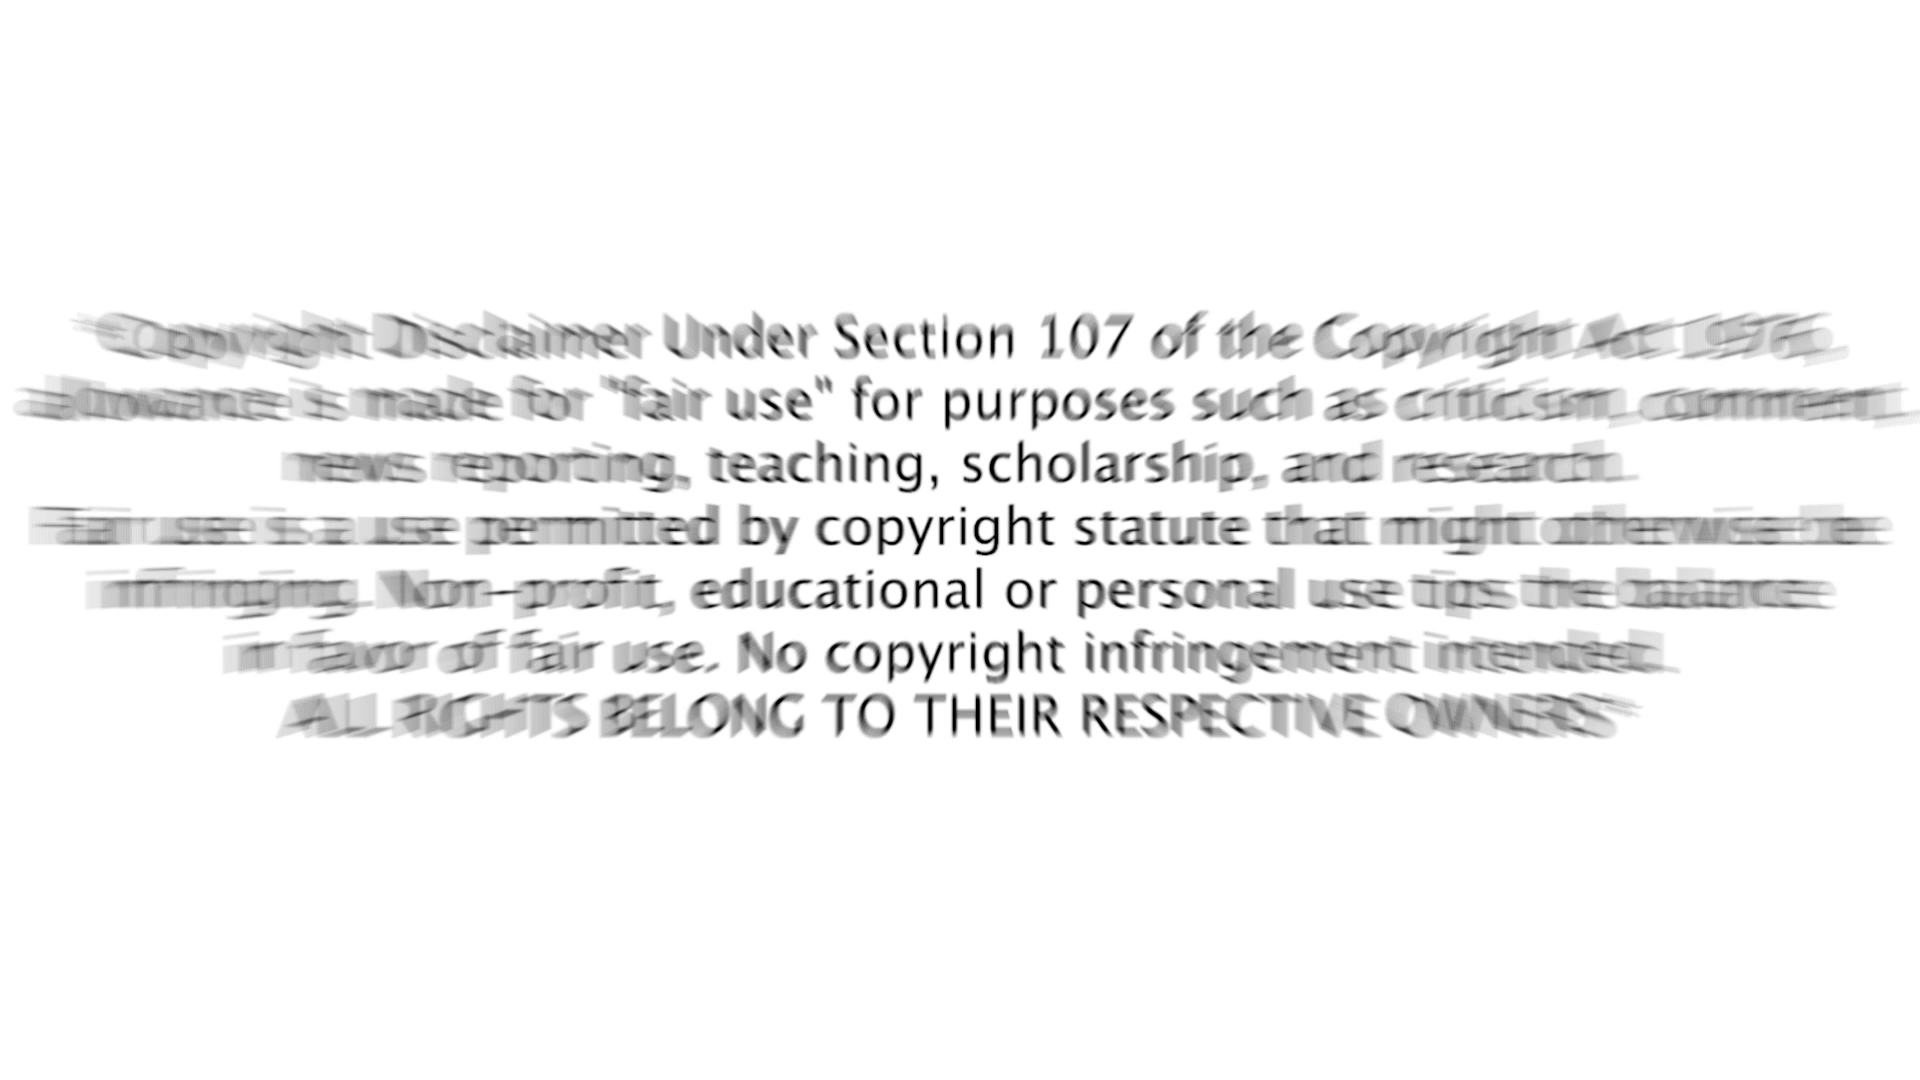 "Copyright Disclaimer Under Section 107 of the Copyright Act 1976,
allowance is made for "fair use" for purposes such as criticism, comment,
news reporting, teaching, scholarship, and research.
Fair use is a use permitted by copyright statute that might otherwise be
infringing. Non-profit, educational or personal use tips the balance
in favor of fair use. No copyright infringement intended.
ALL RIGHTS BELONG TO THEIR RESPECTIVE OWNERS"